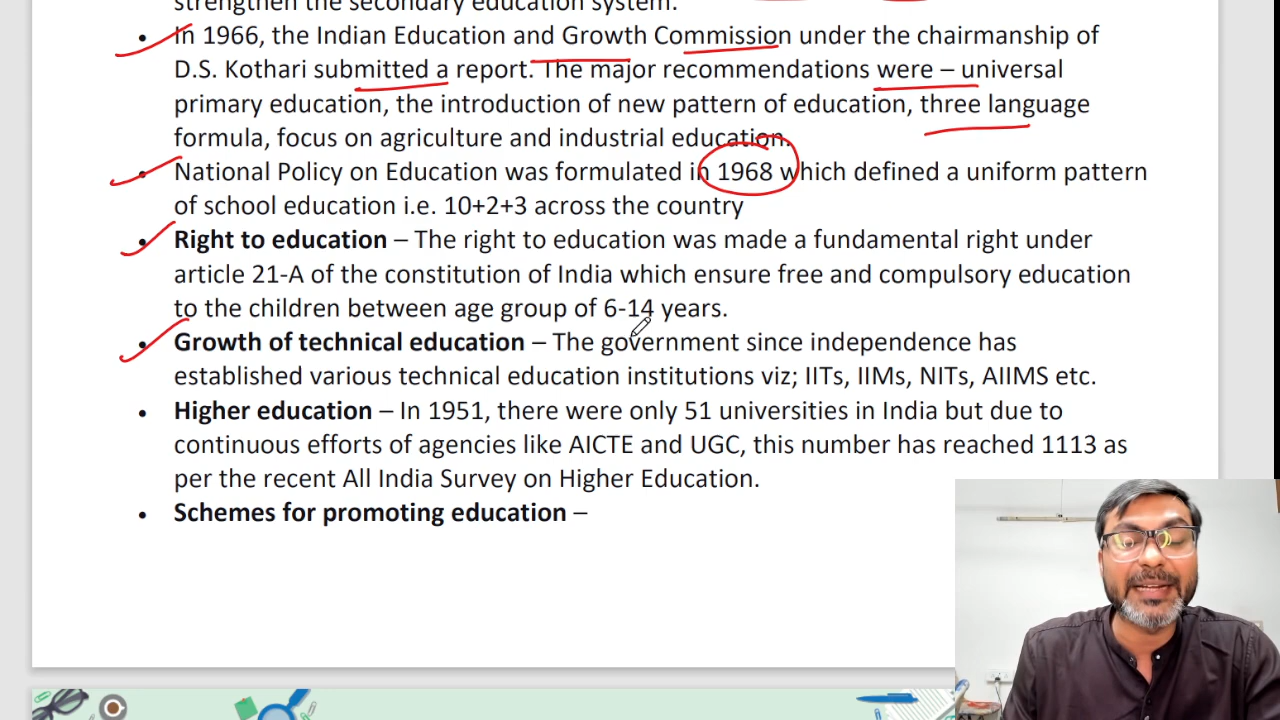 strengthen the secondary education system.
• In 1966, the Indian Education and Growth Commission under the chairmanship of
D.S. Kothari submitted a report. The major recommendations were – universal
primary education, the introduction of new pattern of education, three language
formula, focus on agriculture and industrial education.
• National Policy on Education was formulated in 1968 which defined a uniform pattern
of school education i.e. 10+2+3 across the country
• Right to education – The right to education was made a fundamental right under
article 21-A of the constitution of India which ensure free and compulsory education
to the children between age group of 6-14 years.
• Growth of technical education – The government since independence has
established various technical education institutions viz; IITs, IIMs, NITs, AIIMS etc.
• Higher education – In 1951, there were only 51 universities in India but due to
continuous efforts of agencies like AICTE and UGC, this number has reached 1113 as
per the recent All India Survey on Higher Education.
• Schemes for promoting education –